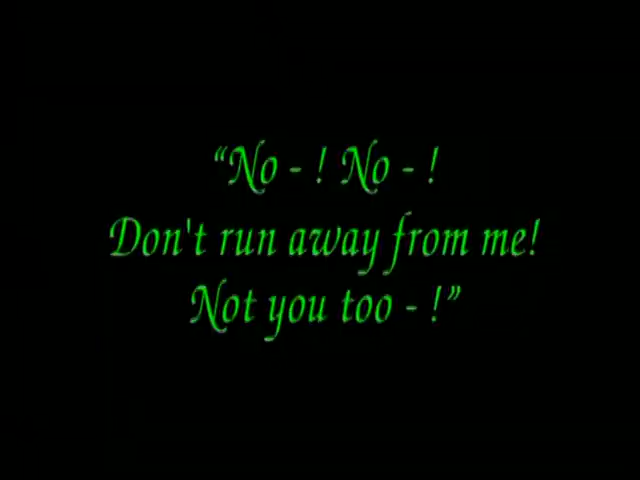 “No - ! No - !
Don't run away from me!
Not you too - !”